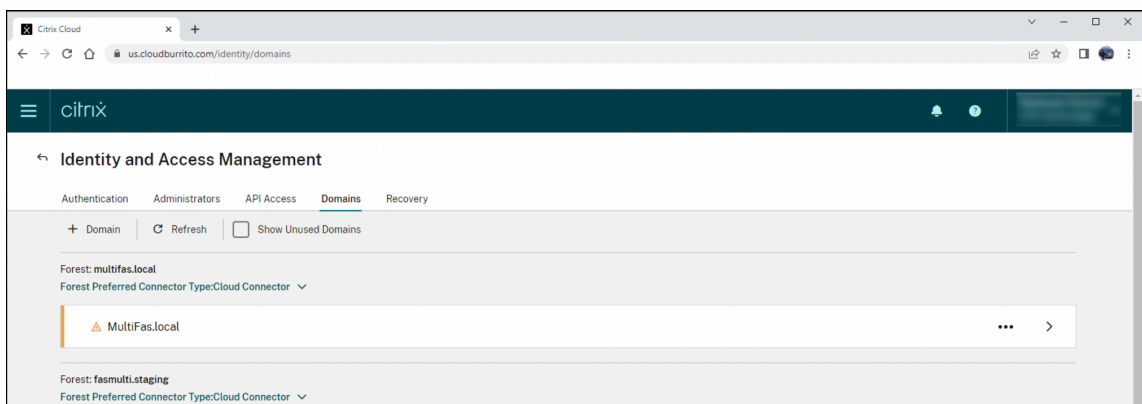 Citrix Cloud
us.cloudburrito.com/identity/domains
citrix
Identity and Access Management
Authentication Administrators API Access Domains Recovery
+ Domain Refresh Show Unused Domains
Forest: multifas.local
Forest Preferred Connector Type:Cloud Connector
MultiFas.local
Forest: fasmulti.staging
Forest Preferred Connector Type:Cloud Connector